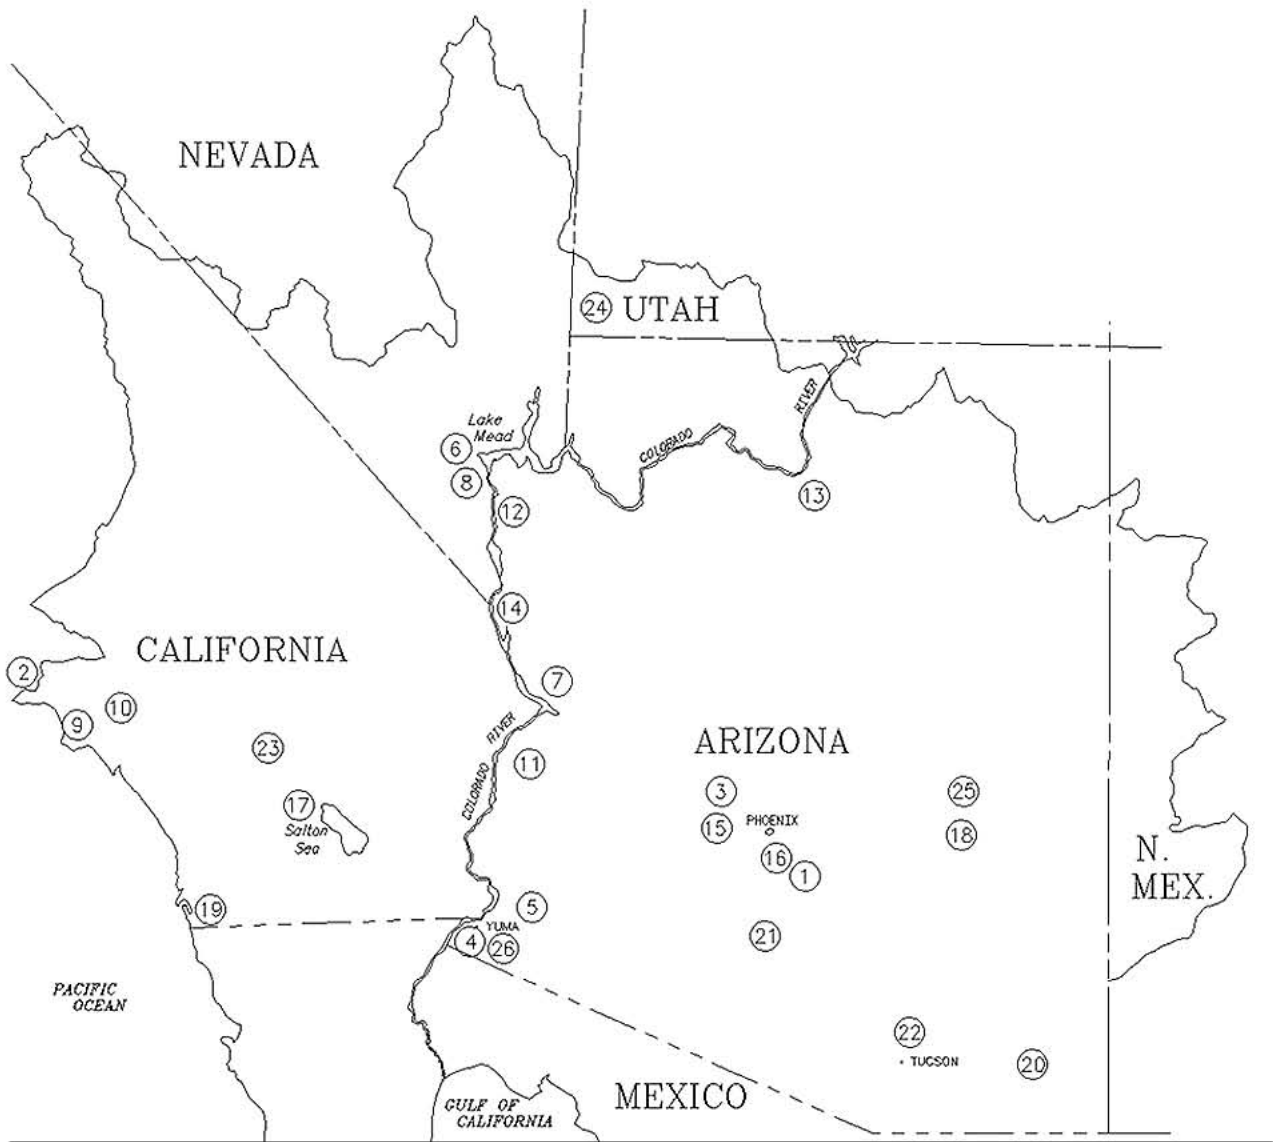 NEVADA
24 UTAH
RIVER
Lake
Mead
COLORADO
6
8
13
12
14
CALIFORNIA
2
7
10
9
RIVER
ARIZONA
23
11
COLORADO
3
25
17
PHOENIX
15
18
Salton
Sea
N.
MEX.
16
1
19
5
YUMA
4
26
21
PACIFIC
OCEAN
22
TUCSON
20
MEXICO
GULF OF
CALIFORNIA